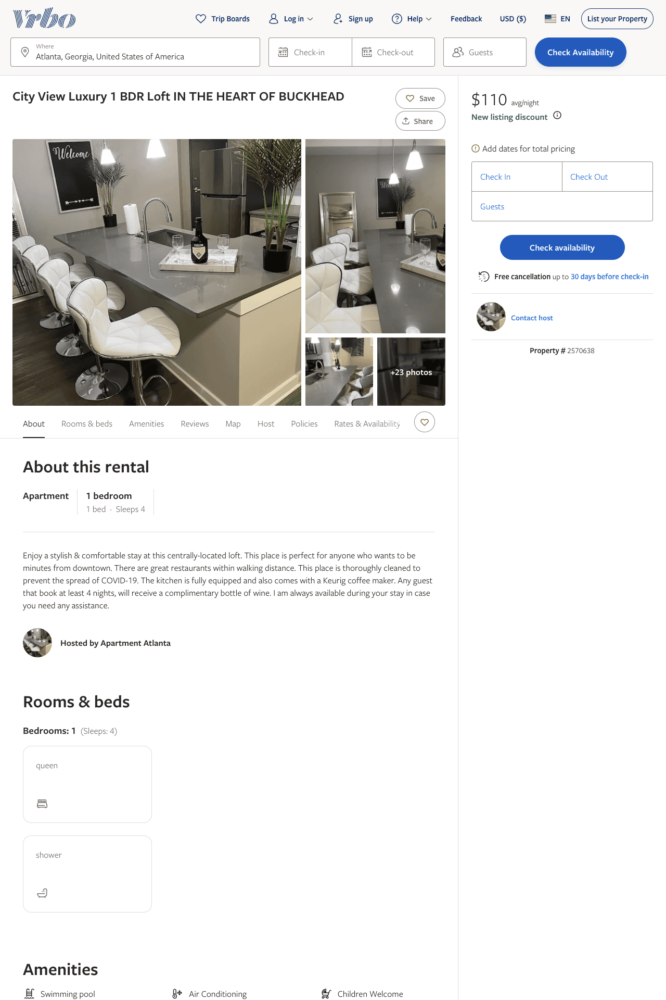 Vrbo
Trip Boards
Log in
Sign up
Help
Feedback
USD ($)
EN
List your Property
Where
Atlanta, Georgia, United States of America
Check-in
Check-out
Guests
Check Availability
City View Luxury 1 BDR Loft IN THE HEART OF BUCKHEAD
Save
Share
$110 avg/night
New listing discount
Add dates for total pricing
Check In
Check Out
Guests
Check availability
Free cancellation up to 30 days before check-in
Contact host
Property # 2570638
Welcome
Welcome
+23 photos
About
Rooms & beds
Amenities
Reviews
Map
Host
Policies
Rates & Availability
About this rental
Apartment
1 bedroom
1 bed · Sleeps 4
Enjoy a stylish & comfortable stay at this centrally-located loft. This place is perfect for anyone who wants to be
minutes from downtown. There are great restaurants within walking distance. This place is thoroughly cleaned to
prevent the spread of COVID-19. The kitchen is fully equipped and also comes with a Keurig coffee maker. Any guest
that book at least 4 nights, will receive a complimentary bottle of wine. I am always available during your stay in case
you need any assistance.
Hosted by Apartment Atlanta
Rooms & beds
Bedrooms: 1 (Sleeps: 4)
queen
shower
Amenities
Swimming pool
Air Conditioning
Children Welcome